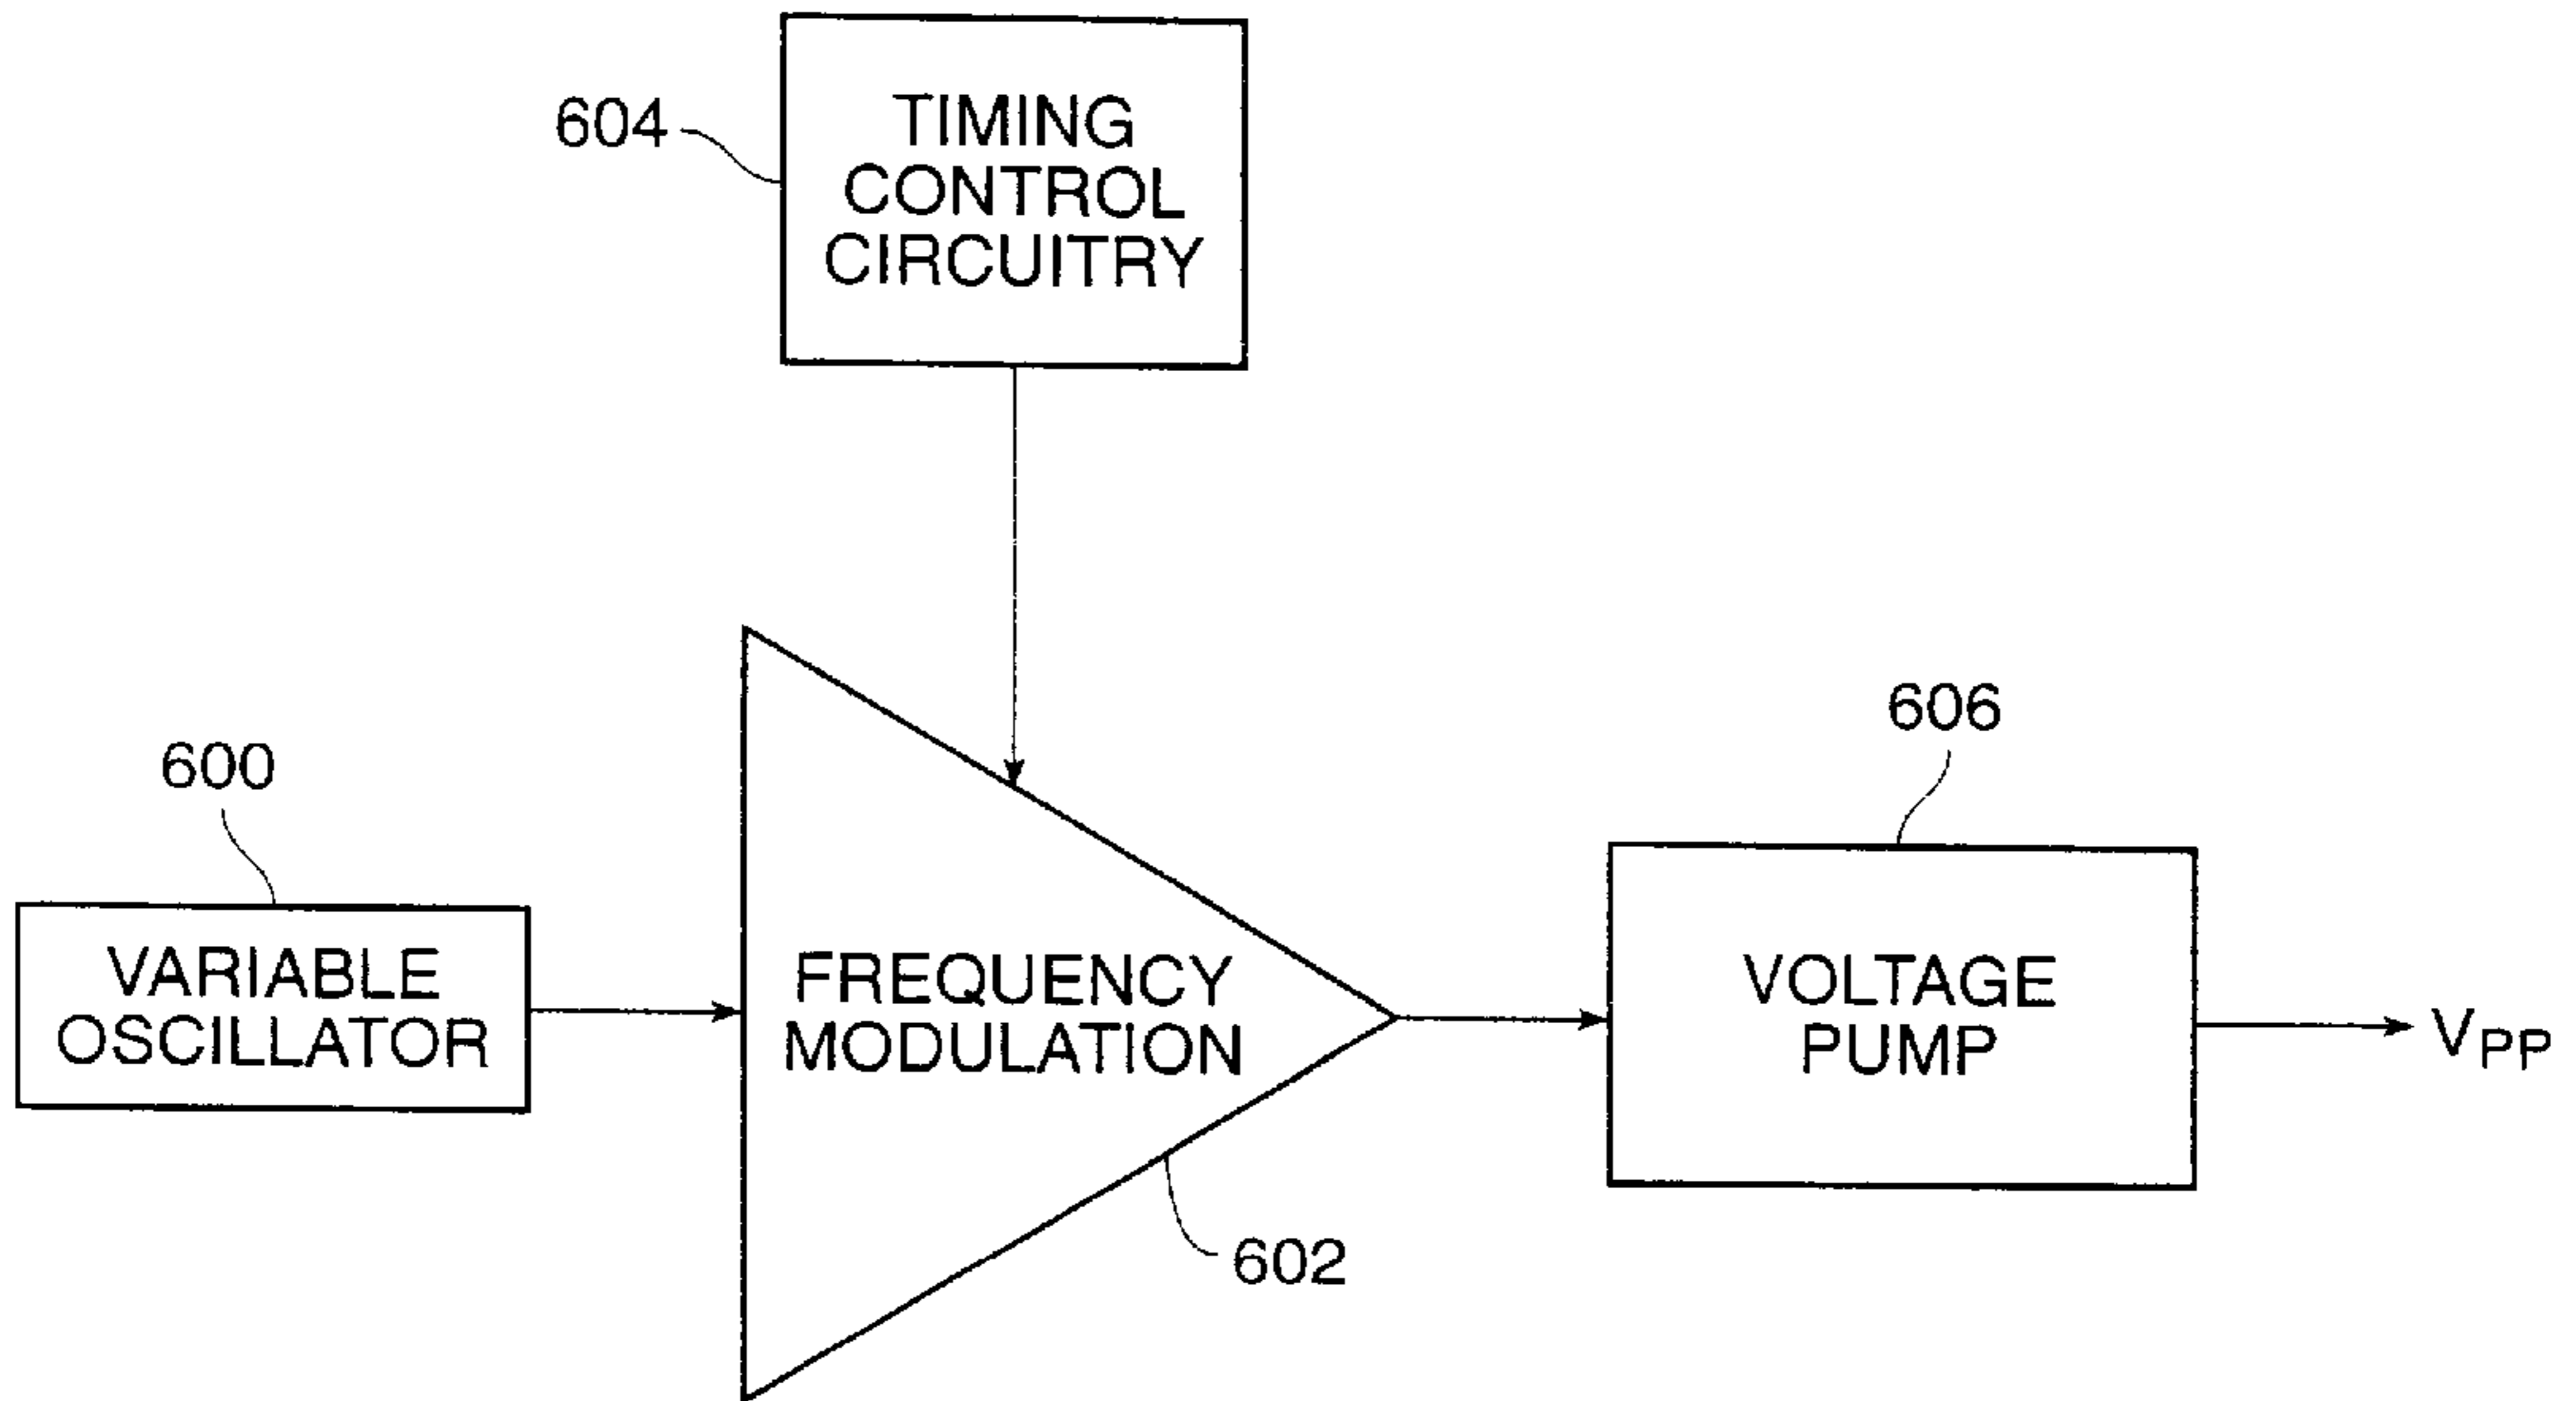 604
TIMING
CONTROL
CIRCUITRY
600
606
VARIABLE
OSCILLATOR
FREQUENCY
MODULATION
VOLTAGE
PUMP
VPP
602